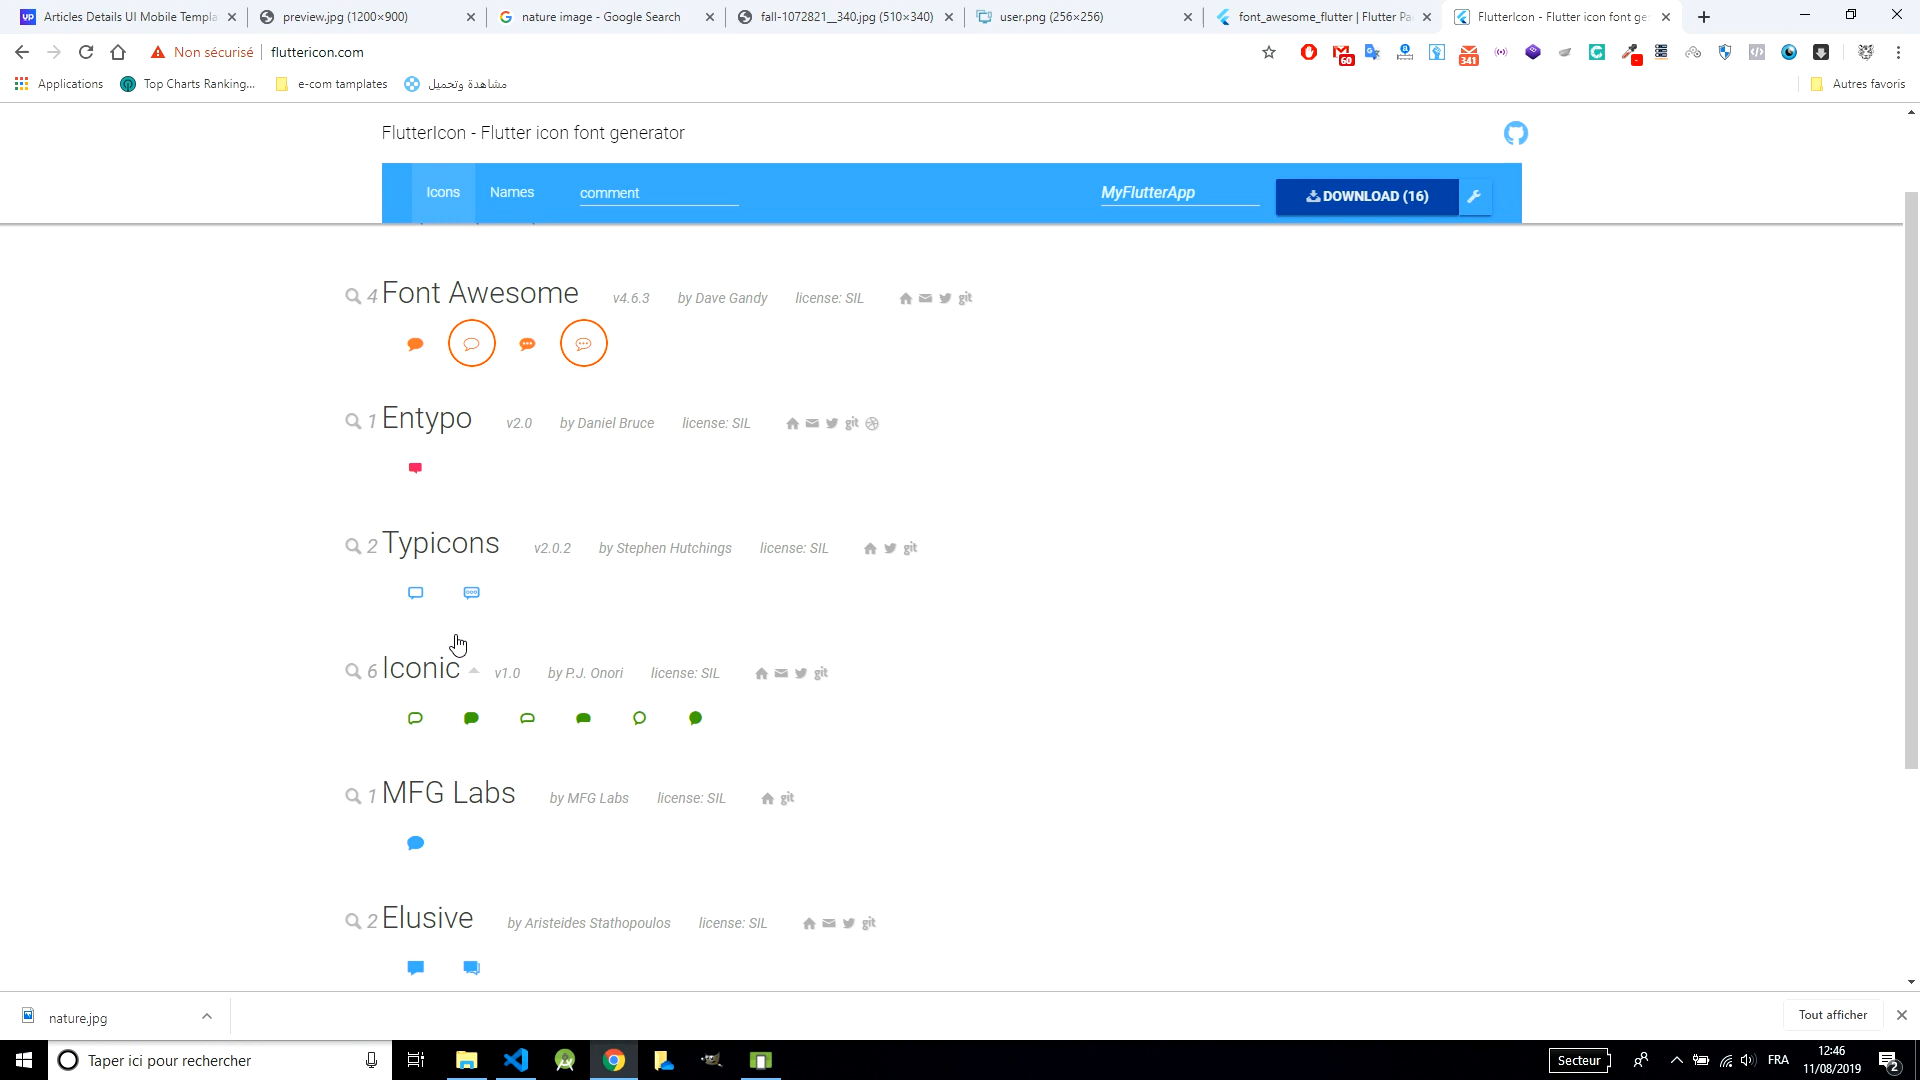 Articles Details UI Mobile Templa
preview.jpg (1200×900)
nature image - Google Search
fall-1072821__340.jpg (510×340)
user.png (256×256)
font_awesome_flutter | Flutter Pa
FlutterIcon - Flutter icon font ge
Non sécurisé
fluttericon.com
60
341
Applications
Top Charts Ranking...
e-com tamplates
مشاهدة وتحميل
Autres favoris
FlutterIcon - Flutter icon font generator
Icons
Names
comment
MyFlutterApp
DOWNLOAD (16)
4 Font Awesome v4.6.3 by Dave Gandy license: SIL git
1 Entypo v2.0 by Daniel Bruce license: SIL git
2 Typicons v2.0.2 by Stephen Hutchings license: SIL git
6 Iconic v1.0 by P.J. Onori license: SIL git
1 MFG Labs by MFG Labs license: SIL git
2 Elusive by Aristeides Stathopoulos license: SIL git
nature.jpg
Tout afficher
Taper ici pour rechercher
Secteur
FRA
12:46
11/08/2019
2